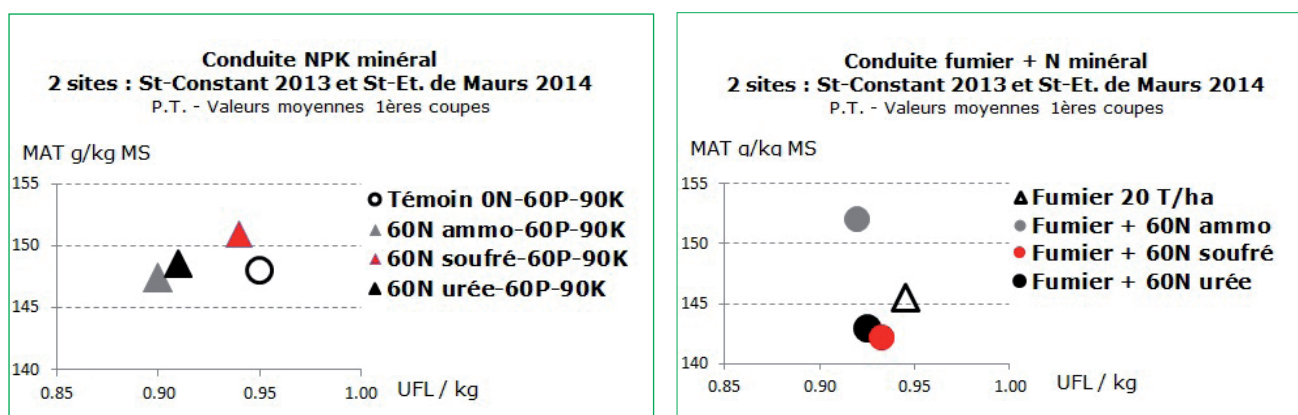 Conduite NPK minéral
2 sites : St-Constant 2013 et St-Et. de Maurs 2014
P.T. - Valeurs moyennes 1ères coupes
MAT g/kg MS
155
150
145
140
0.85
0.90
0.95
1.00
UFL / kg
Témoin 0N-60P-90K
60N ammo-60P-90K
60N soufré-60P-90K
60N urée-60P-90K
Conduite fumier + N minéral
2 sites : St-Constant 2013 et St-Et. de Maurs 2014
P.T. - Valeurs moyennes 1ères coupes
MAT g/kg MS
155
150
145
140
0.85
0.90
0.95
1.00
UFL / kg
Fumier 20 T/ha
Fumier + 60N ammo
Fumier + 60N soufré
Fumier + 60N urée